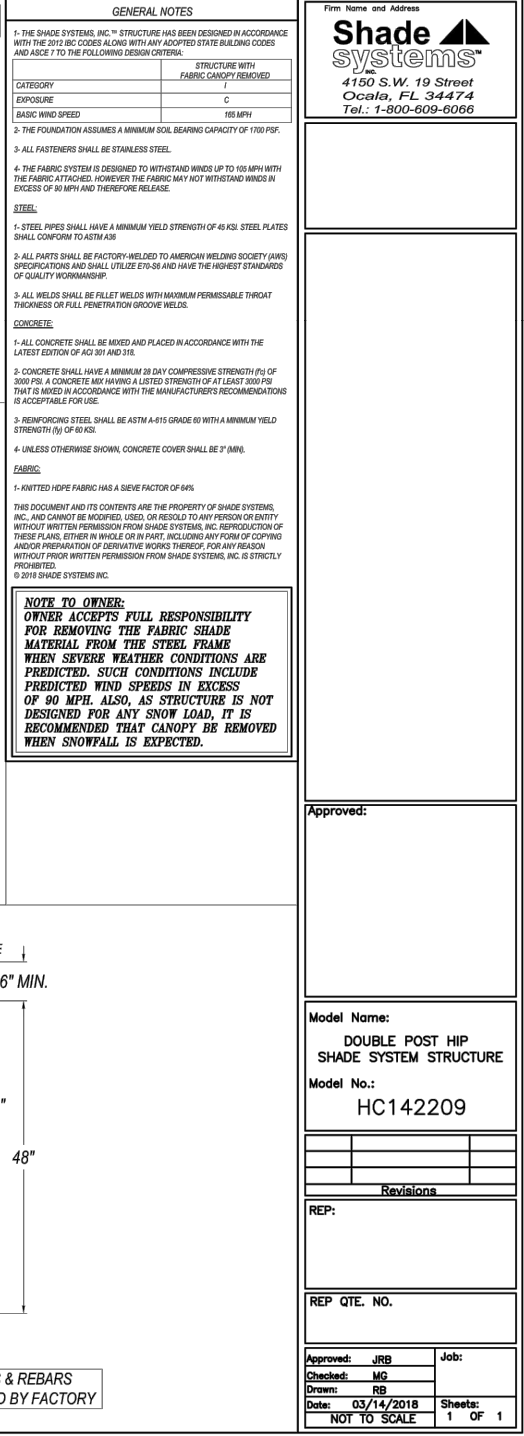 GENERAL NOTES
1- THE SHADE SYSTEMS, INC.™ STRUCTURE HAS BEEN DESIGNED IN ACCORDANCE
WITH THE 2012 IBC CODES ALONG WITH ANY ADOPTED STATE BUILDING CODES
AND ASCE 7 TO THE FOLLOWING DESIGN CRITERIA:
STRUCTURE WITH
FABRIC CANOPY REMOVED
CATEGORY I
EXPOSURE C
BASIC WIND SPEED 165 MPH
2- THE FOUNDATION ASSUMES A MINIMUM SOIL BEARING CAPACITY OF 1700 PSF.
3- ALL FASTENERS SHALL BE STAINLESS STEEL.
4- THE FABRIC SYSTEM IS DESIGNED TO WITHSTAND WINDS UP TO 105 MPH WITH
THE FABRIC ATTACHED. HOWEVER THE FABRIC MAY NOT WITHSTAND WINDS IN
EXCESS OF 90 MPH AND THEREFORE RELEASE.
STEEL:
1- STEEL PIPES SHALL HAVE A MINIMUM YIELD STRENGTH OF 45 KSI. STEEL PLATES
SHALL CONFORM TO ASTM A36
2- ALL PARTS SHALL BE FACTORY-WELDED TO AMERICAN WELDING SOCIETY (AWS)
SPECIFICATIONS AND SHALL UTILIZE E70-S6 AND HAVE THE HIGHEST STANDARDS
OF QUALITY WORKMANSHIP.
3- ALL WELDS SHALL BE FILLET WELDS WITH MAXIMUM PERMISSABLE THROAT
THICKNESS OR FULL PENETRATION GROOVE WELDS.
CONCRETE:
1- ALL CONCRETE SHALL BE MIXED AND PLACED IN ACCORDANCE WITH THE
LATEST EDITION OF ACI 301 AND 318.
2- CONCRETE SHALL HAVE A MINIMUM 28 DAY COMPRESSIVE STRENGTH (f'c) OF
3000 PSI. A CONCRETE MIX HAVING A LISTED STRENGTH OF AT LEAST 3000 PSI
THAT IS MIXED IN ACCORDANCE WITH THE MANUFACTURER'S RECOMMENDATIONS
IS ACCEPTABLE FOR USE.
3- REINFORCING STEEL SHALL BE ASTM A-615 GRADE 60 WITH A MINIMUM YIELD
STRENGTH (fy) OF 60 KSI.
4- UNLESS OTHERWISE SHOWN, CONCRETE COVER SHALL BE 3" (MIN).
FABRIC:
1- KNITTED HDPE FABRIC HAS A SIEVE FACTOR OF 64%
THIS DOCUMENT AND ITS CONTENTS ARE THE PROPERTY OF SHADE SYSTEMS,
INC., AND CANNOT BE MODIFIED, USED, OR RESOLD TO ANY PERSON OR ENTITY
WITHOUT WRITTEN PERMISSION FROM SHADE SYSTEMS, INC. REPRODUCTION OF
THESE PLANS, EITHER IN WHOLE OR IN PART, INCLUDING ANY FORM OF COPYING
AND/OR PREPARATION OF DERIVATIVE WORKS THEREOF, FOR ANY REASON
WITHOUT PRIOR WRITTEN PERMISSION FROM SHADE SYSTEMS, INC. IS STRICTLY
PROHIBITED.
© 2018 SHADE SYSTEMS INC.
NOTE TO OWNER:
OWNER ACCEPTS FULL RESPONSIBILITY
FOR REMOVING THE FABRIC SHADE
MATERIAL FROM THE STEEL FRAME
WHEN SEVERE WEATHER CONDITIONS ARE
PREDICTED. SUCH CONDITIONS INCLUDE
PREDICTED WIND SPEEDS IN EXCESS
OF 90 MPH. ALSO, AS STRUCTURE IS NOT
DESIGNED FOR ANY SNOW LOAD, IT IS
RECOMMENDED THAT CANOPY BE REMOVED
WHEN SNOWFALL IS EXPECTED.
6" MIN.
"
48"
& REBARS
BY FACTORY
Firm Name and Address
Shade
systems™
INC.
4150 S.W. 19 Street
Ocala, FL 34474
Tel.: 1-800-609-6066
Approved:
Model Name:
DOUBLE POST HIP
SHADE SYSTEM STRUCTURE
Model No.:
HC142209
Revisions
REP:
REP QTE. NO.
Approved: JRB
Checked: MG
Drawn: RB
Date: 03/14/2018
NOT TO SCALE
Job:
Sheets:
1 OF 1